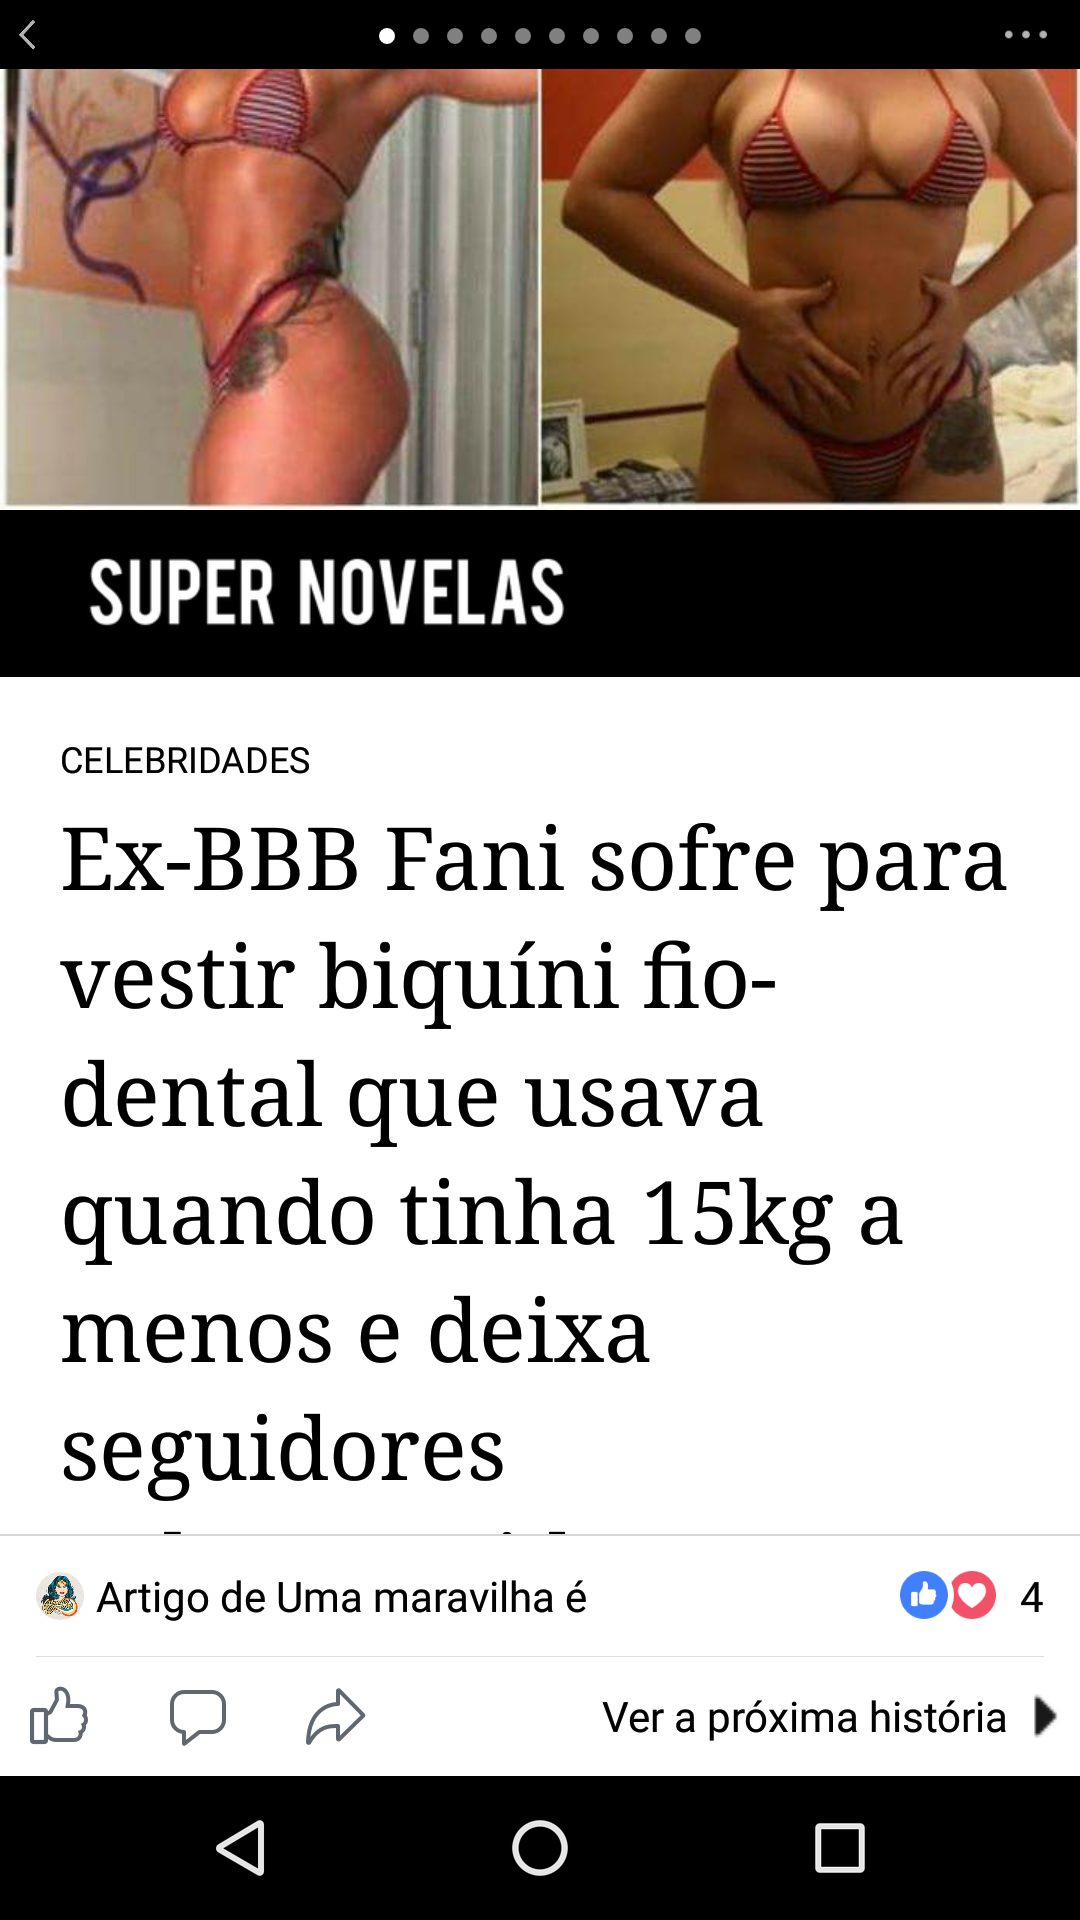 SUPER NOVELAS
CELEBRIDADES
Ex-BBB Fani sofre para
vestir biquíni fio-
dental que usava
quando tinha 15kg a
menos e deixa
seguidores
Artigo de Uma maravilha é
4
Ver a próxima história